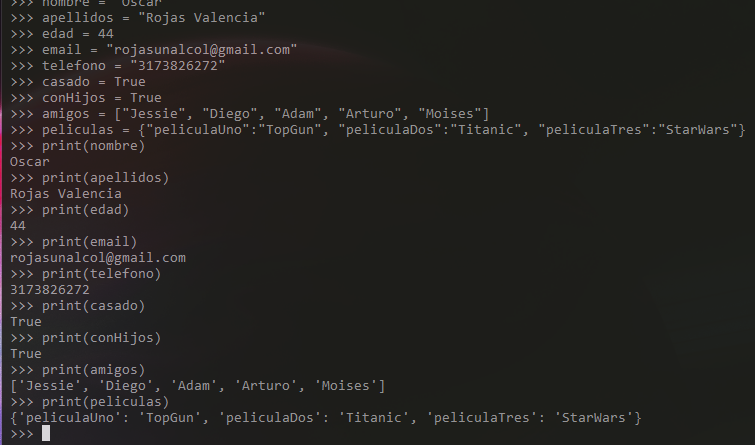 >>> nombre = "Oscar"
>>> apellidos = "Rojas Valencia"
>>> edad = 44
>>> email = "rojasunalcol@gmail.com"
>>> telefono = "3173826272"
>>> casado = True
>>> conHijos = True
>>> amigos = ["Jessie", "Diego", "Adam", "Arturo", "Moises"]
>>> peliculas = {"peliculaUno":"TopGun", "peliculaDos":"Titanic", "peliculaTres":"StarWars"}
>>> print(nombre)
Oscar
>>> print(apellidos)
Rojas Valencia
>>> print(edad)
44
>>> print(email)
rojasunalcol@gmail.com
>>> print(telefono)
3173826272
>>> print(casado)
True
>>> print(conHijos)
True
>>> print(amigos)
['Jessie', 'Diego', 'Adam', 'Arturo', 'Moises']
>>> print(peliculas)
{'peliculaUno': 'TopGun', 'peliculaDos': 'Titanic', 'peliculaTres': 'StarWars'}
>>>